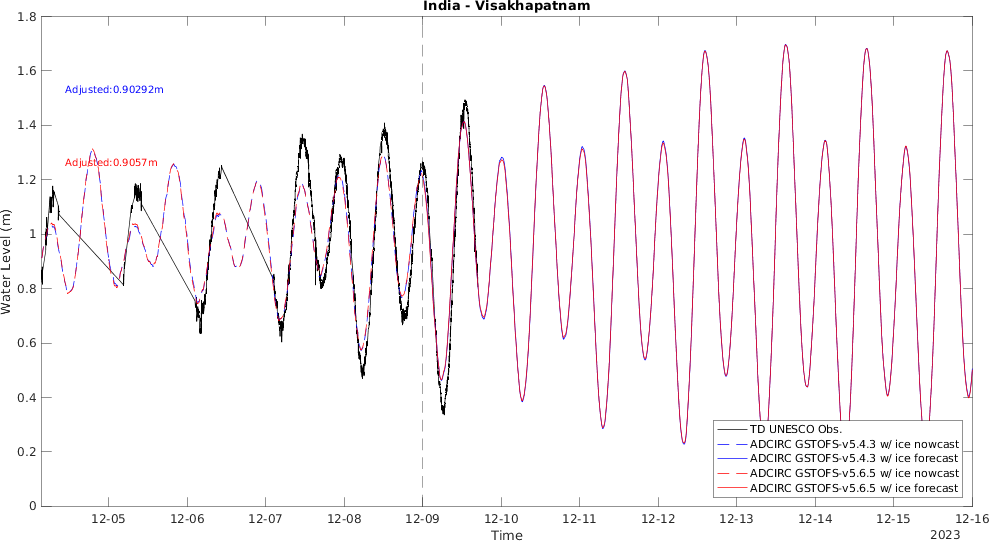 India - Visakhapatnam
1.8
1.6
1.4
1.2
1
0.8
0.6
0.4
0.2
0
Water Level (m)
Adjusted:0.90292m
Adjusted:0.9057m
TD UNESCO Obs.
ADCIRC GSTOFS-v5.4.3 w/ ice nowcast
ADCIRC GSTOFS-v5.4.3 w/ ice forecast
ADCIRC GSTOFS-v5.6.5 w/ ice nowcast
ADCIRC GSTOFS-v5.6.5 w/ ice forecast
12-05 12-06 12-07 12-08 12-09 12-10 12-11 12-12 12-13 12-14 12-15 12-16
Time
2023